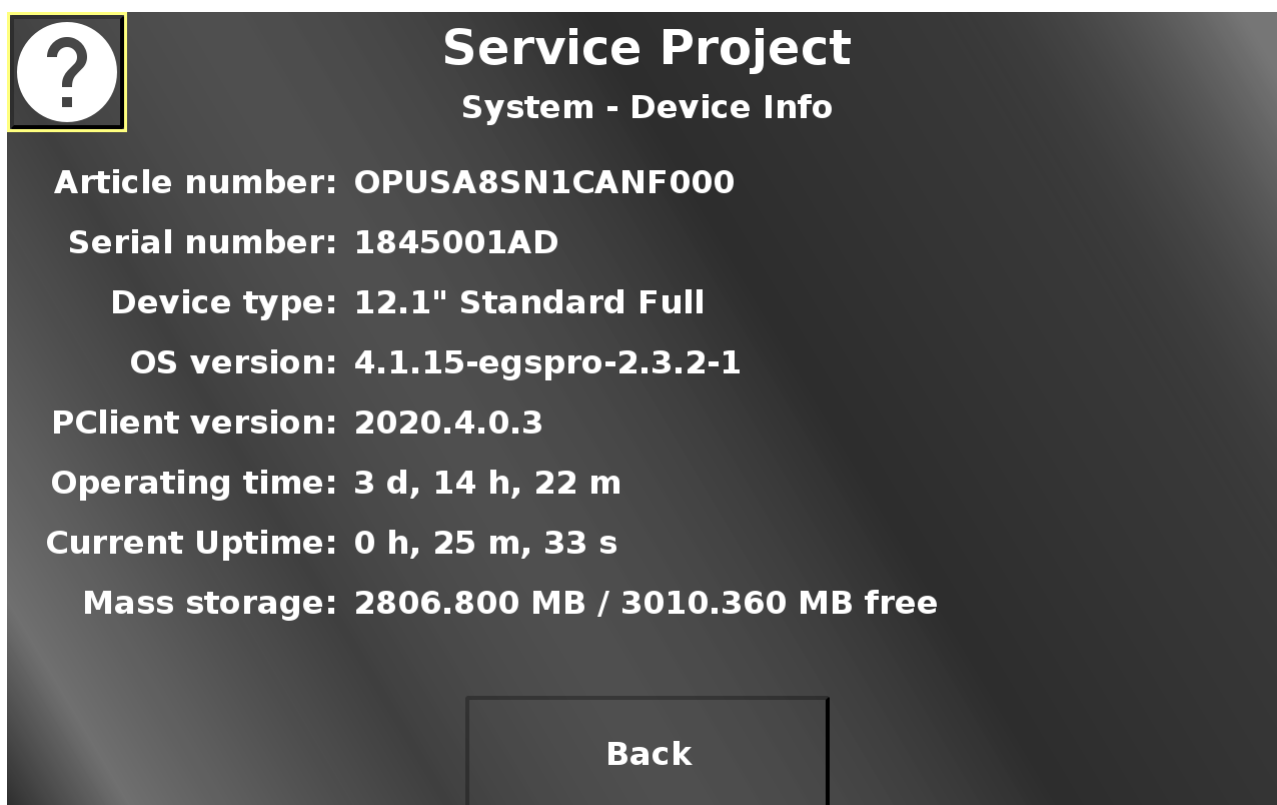 ?
Service Project
System - Device Info
Article number: OPUSA8SN1CANF000
Serial number: 1845001AD
Device type: 12.1" Standard Full
OS version: 4.1.15-egspro-2.3.2-1
PClient version: 2020.4.0.3
Operating time: 3 d, 14 h, 22 m
Current Uptime: 0 h, 25 m, 33 s
Mass storage: 2806.800 MB / 3010.360 MB free
Back